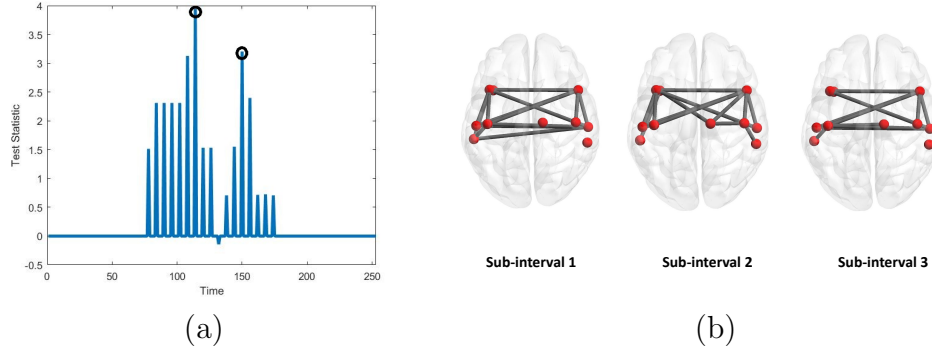 4
3.5
3
2.5
2
1.5
1
0.5
0
-0.5
Test Statistic
0 50 100 150 200 250
Time
Sub-interval 1 Sub-interval 2 Sub-interval 3
(a) (b)